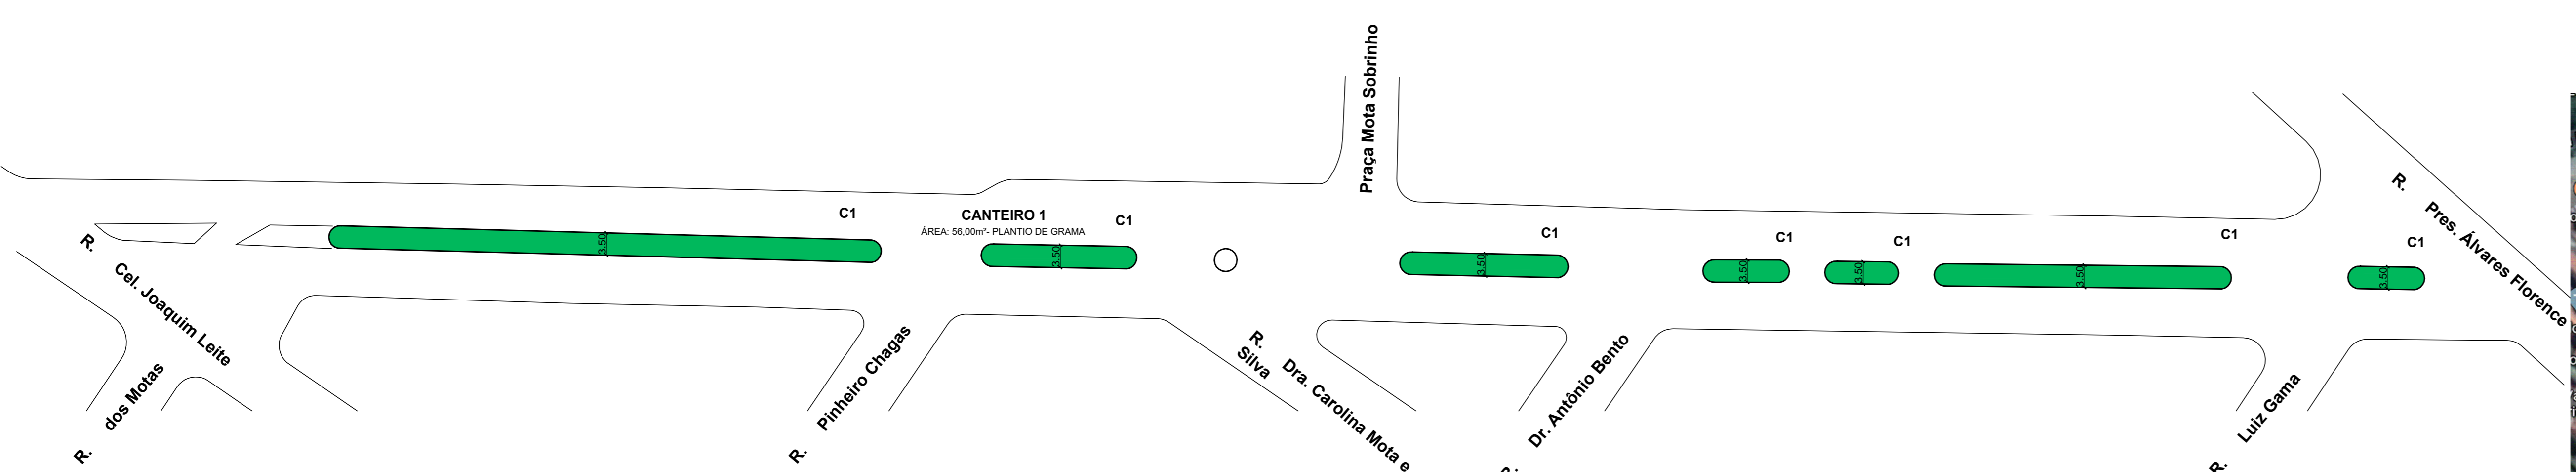 Praça Mota Sobrinho
R.
Pres. Álvares Florence
C1
CANTEIRO 1
C1
ÁREA: 56,00m²- PLANTIO DE GRAMA
C1
C1
C1
C1
C1
3.50
3.50
3.50
3.50
3.50
3.50
3.50
R.
Cel. Joaquim Leite
R.
dos Motas
R.
Pinheiro Chagas
R.
Dra. Carolina Mota e
Silva
Dr. Antônio Bento
R.
Luiz Gama